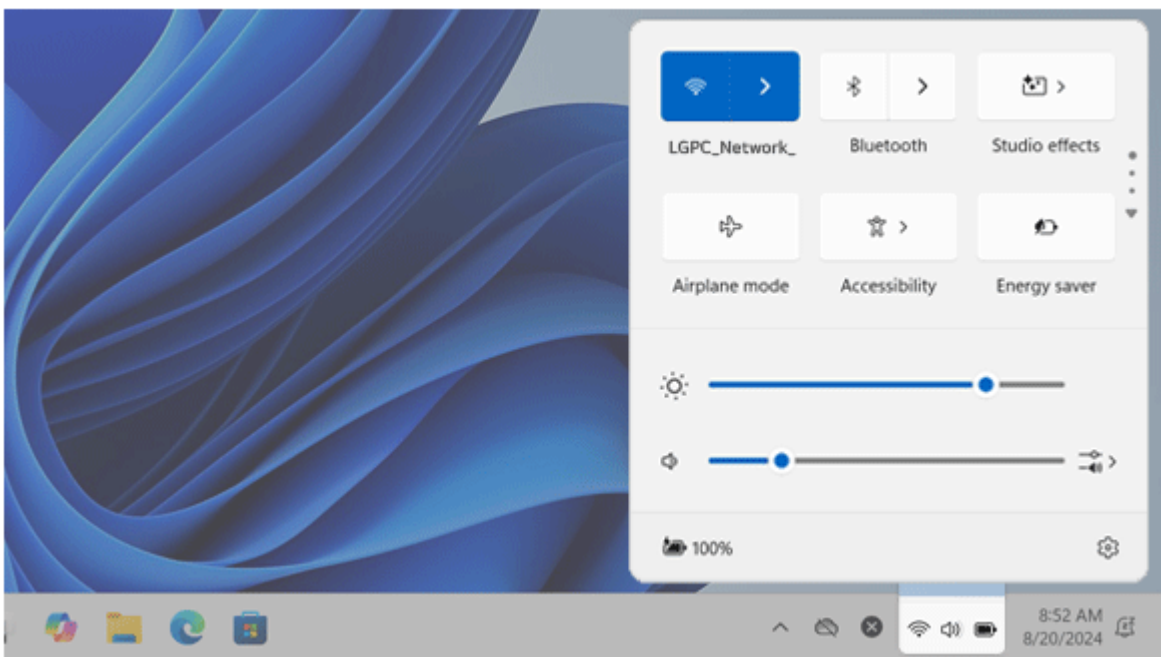 LGPC_Network_
Bluetooth
Studio effects
Airplane mode
Accessibility
Energy saver
100%
8:52 AM
8/20/2024